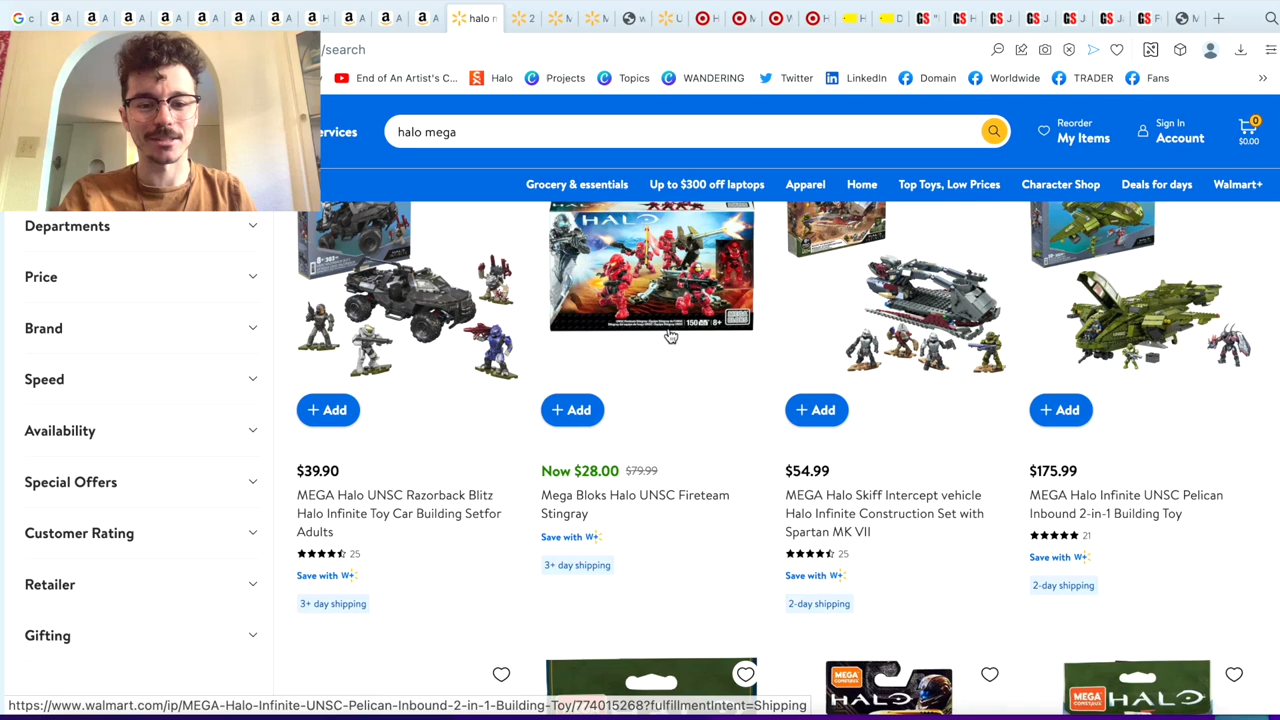 /search
End of An Artist's C...
Halo
Projects
Topics
WANDERING
Twitter
LinkedIn
Domain
Worldwide
TRADER
Fans
ervices
halo mega
Reorder
My Items
Sign In
Account
0
$0.00
Grocery & essentials
Up to $300 off laptops
Apparel
Home
Top Toys, Low Prices
Character Shop
Deals for days
Walmart+
Departments
Price
Brand
Speed
Availability
Special Offers
Customer Rating
Retailer
Gifting
HALO
+ Add
+ Add
+ Add
+ Add
$39.90
MEGA Halo UNSC Razorback Blitz
Halo Infinite Toy Car Building Setfor
Adults
25
Save with W+
3+ day shipping
Now $28.00 $79.99
Mega Bloks Halo UNSC Fireteam
Stingray
Save with W+
3+ day shipping
$54.99
MEGA Halo Skiff Intercept vehicle
Halo Infinite Construction Set with
Spartan MK VII
25
Save with W+
2-day shipping
$175.99
MEGA Halo Infinite UNSC Pelican
Inbound 2-in-1 Building Toy
21
Save with W+
2-day shipping
MEGA
HALO
MEGA
HALO
https://www.walmart.com/ip/MEGA-Halo-Infinite-UNSC-Pelican-Inbound-2-in-1-Building-Toy/774015268?fulfillmentIntent=Shipping